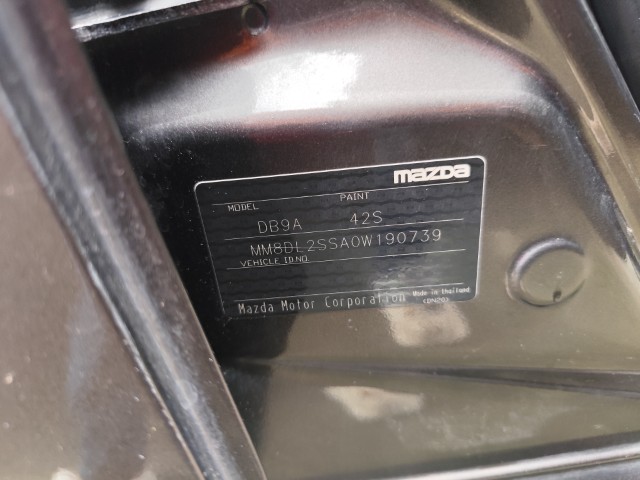 mazda
MODEL PAINT
DB9A 42S
MM8DL2SSA0W190739
VEHICLE ID.NO.
Made in thailand
Mazda Motor Corporation